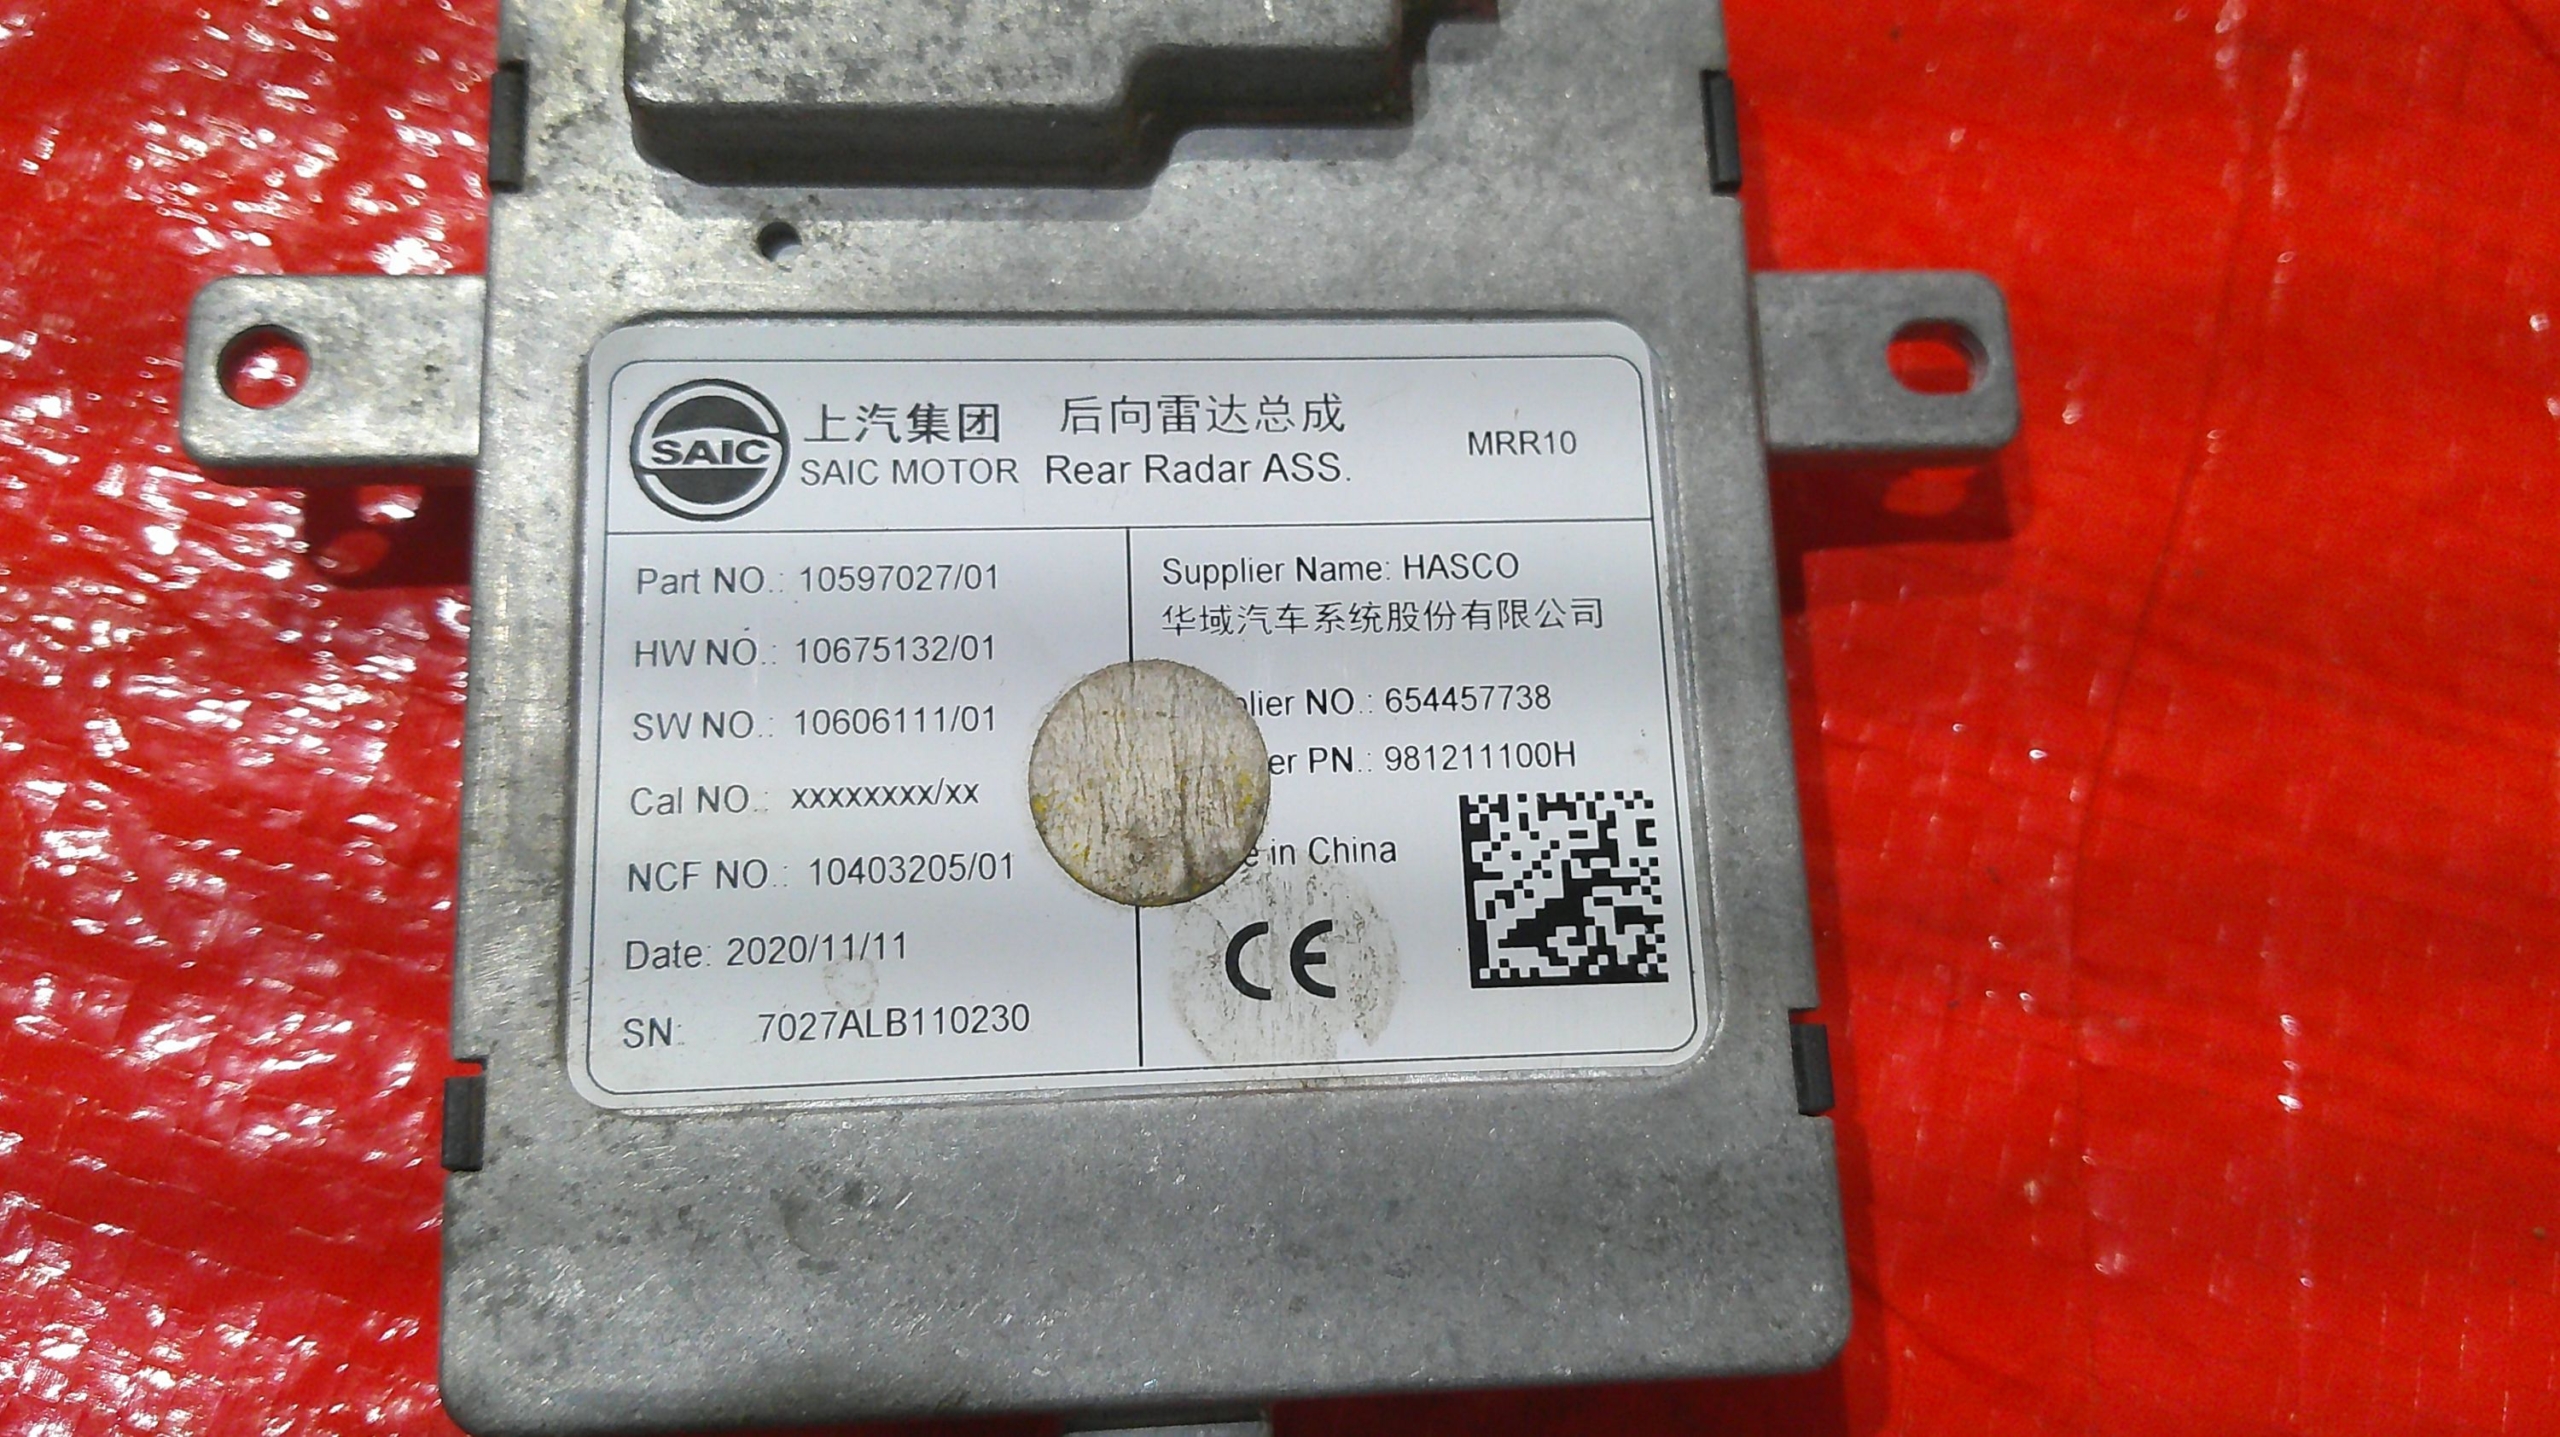 SAIC
上汽集团 后向雷达总成
SAIC MOTOR Rear Radar ASS. MRR10
Part NO.: 10597027/01
HW NO.: 10675132/01
SW NO.: 10606111/01
Cal NO.: xxxxxxxx/xx
NCF NO.: 10403205/01
Date: 2020/11/11
SN: 7027ALB110230
Supplier Name: HASCO
华域汽车系统股份有限公司
plier NO.: 654457738
er PN.: 981211100H
e in China
CE